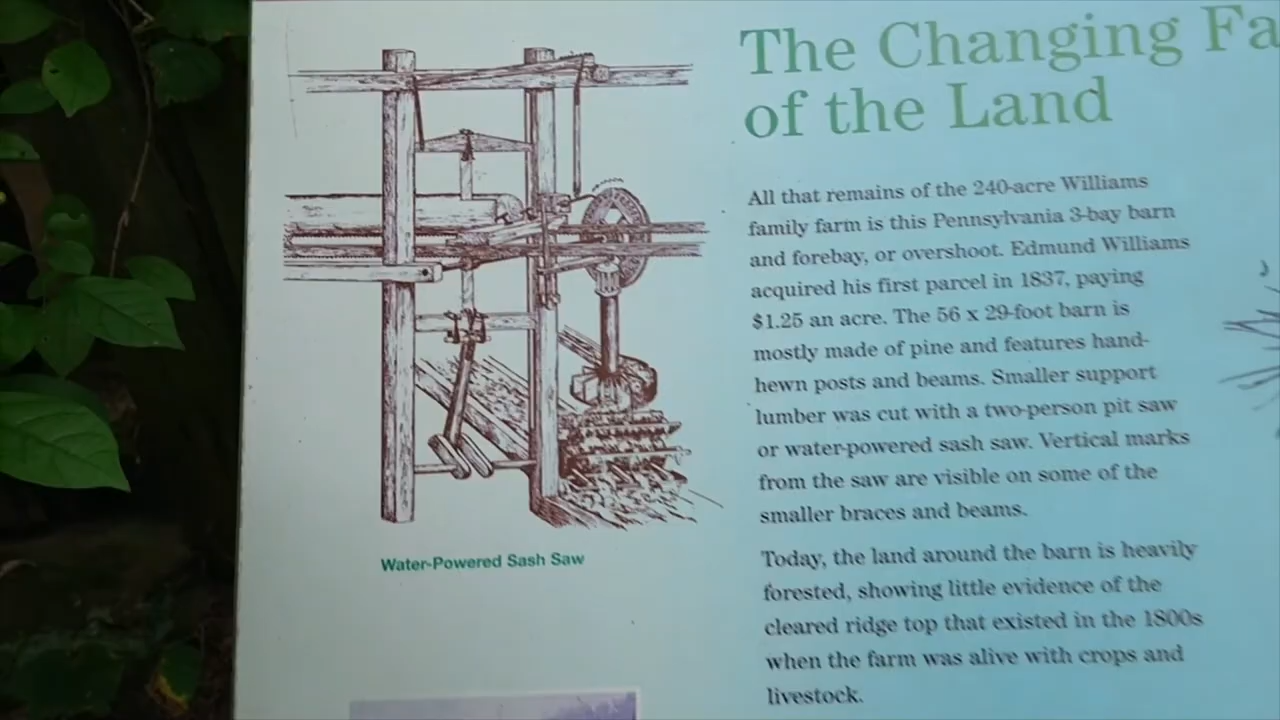 The Changing Fa
of the Land
All that remains of the 240-acre Williams
family farm is this Pennsylvania 3-bay barn
and forebay, or overshoot. Edmund Williams
acquired his first parcel in 1837, paying
$1.25 an acre. The 56 x 29-foot barn is
mostly made of pine and features hand-
hewn posts and beams. Smaller support
lumber was cut with a two-person pit saw
or water-powered sash saw. Vertical marks
from the saw are visible on some of the
smaller braces and beams.
Today, the land around the barn is heavily
forested, showing little evidence of the
cleared ridge top that existed in the 1800s
when the farm was alive with crops and
livestock.
Water-Powered Sash Saw